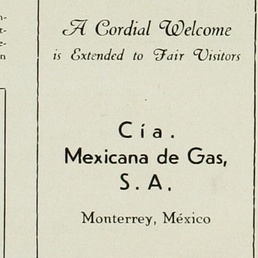 A Cordial Welcome
is Extended to Fair Visitors
Cía.
Mexicana de Gas,
S. A.
Monterrey, México